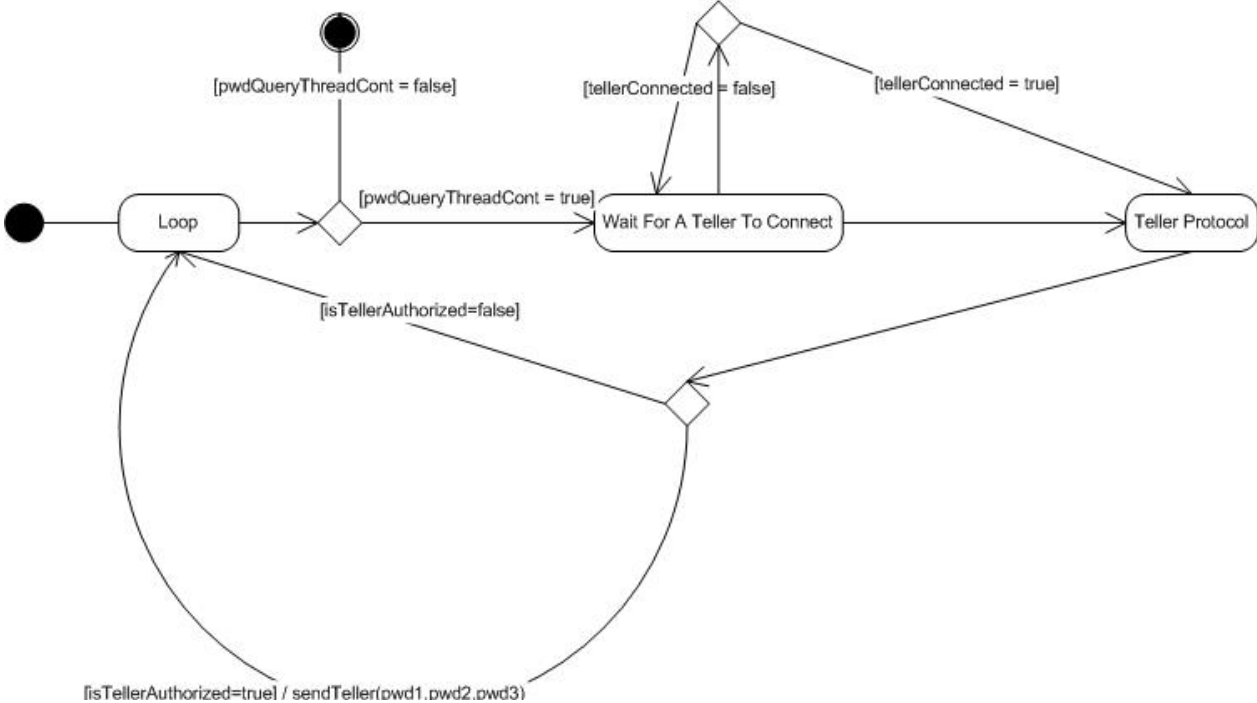 [pwdQueryThreadCont = false]
[tellerConnected = false]
[tellerConnected = true]
[pwdQueryThreadCont = true]
Loop
Wait For A Teller To Connect
Teller Protocol
[isTellerAuthorized=false]
[isTellerAuthorized=true] / sendTeller(pwd1,pwd2,pwd3)